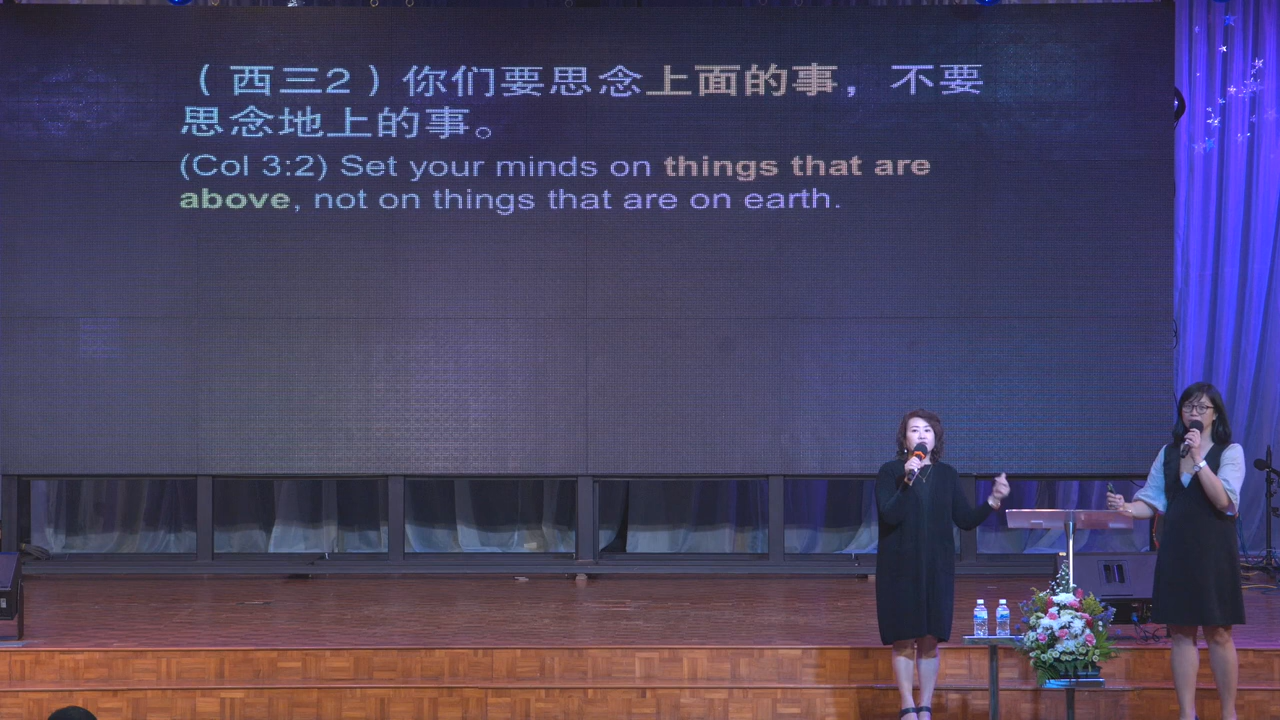 （西三2）你们要思念上面的事，不要
思念地上的事。
(Col 3:2) Set your minds on things that are
above, not on things that are on earth.